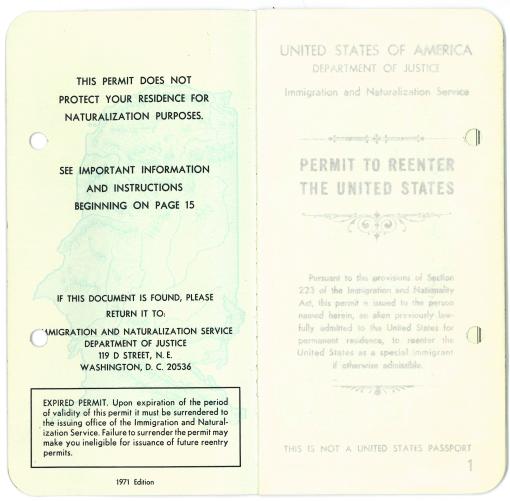 THIS PERMIT DOES NOT
PROTECT YOUR RESIDENCE FOR
NATURALIZATION PURPOSES.
SEE IMPORTANT INFORMATION
AND INSTRUCTIONS
BEGINNING ON PAGE 15
IF THIS DOCUMENT IS FOUND, PLEASE
RETURN IT TO:
MMIGRATION AND NATURALIZATION SERVICE
DEPARTMENT OF JUSTICE
119 D STREET, N. E.
WASHINGTON, D. C. 20536
EXPIRED PERMIT. Upon expiration of the period
of validity of this permit it must be surrendered to
the issuing office of the Immigration and Natural-
ization Service. Failure to surrender the permit may
make you ineligible for issuance of future reentry
permits.
1971 Edition
UNITED STATES OF AMERICA
DEPARTMENT OF JUSTICE
Immigration and Naturalization Service
PERMIT TO REENTER
THE UNITED STATES
Pursuant to the provisions of Section
223 of the Immigration and Nationality
Act, this permit is issued to the person
named herein, an alien previously law-
fully admitted to the United States for
permanent residence, to reenter the
United States as a special immigrant
if otherwise admissible.
THIS IS NOT A UNITED STATES PASSPORT
1